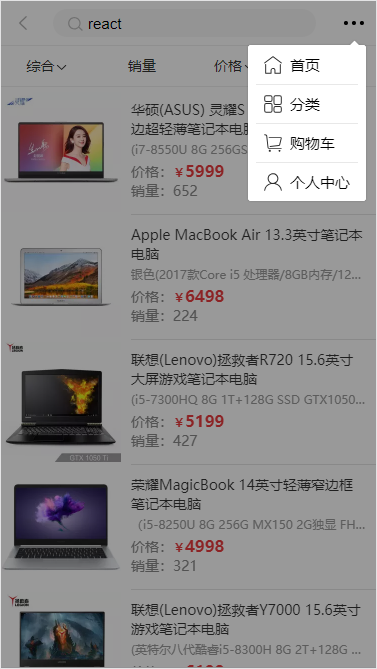 react
综合
销量
价格
首页
分类
购物车
个人中心
华硕(ASUS) 灵耀S
边超轻薄笔记本电脑
(i7-8550U 8G 256GS
价格：￥5999
销量：652
Apple MacBook Air 13.3英寸笔记本
电脑
银色(2017款Core i5 处理器/8GB内存/12...
价格：￥6498
销量：224
联想(Lenovo)拯救者R720 15.6英寸
大屏游戏笔记本电脑
(i5-7300HQ 8G 1T+128G SSD GTX1050...
价格：￥5199
销量：427
GTX 1050 Ti
荣耀MagicBook 14英寸轻薄窄边框
笔记本电脑
（i5-8250U 8G 256G MX150 2G独显 FH...
价格：￥4998
销量：321
联想(Lenovo)拯救者Y7000 15.6英寸
游戏笔记本电脑
(英特尔八代酷睿i5-8300H 8G 2T+128G ...